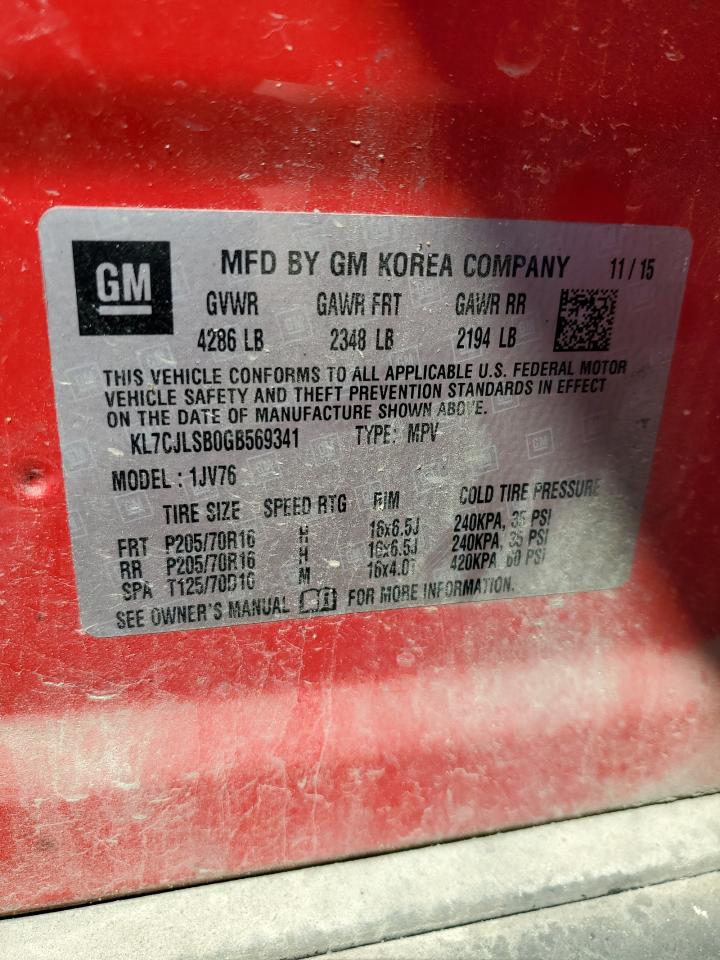 GM
MFD BY GM KOREA COMPANY 11/15
GVWR GAWR FRT GAWR RR
4286 LB 2348 LB 2194 LB
THIS VEHICLE CONFORMS TO ALL APPLICABLE U.S. FEDERAL MOTOR
VEHICLE SAFETY AND THEFT PREVENTION STANDARDS IN EFFECT
ON THE DATE OF MANUFACTURE SHOWN ABOVE.
KL7CJLSB0GB569341 TYPE: MPV
MODEL : 1JV76
TIRE SIZE SPEED RTG RIM COLD TIRE PRESSURE
FRT P205/70R16 H 16x6.5J 240KPA, 35 PSI
RR P205/70R16 H 16x6.5J 240KPA, 35 PSI
SPA T125/70D16 M 16x4.0T 420KPA, 60 PSI
SEE OWNER'S MANUAL FOR MORE INFORMATION.